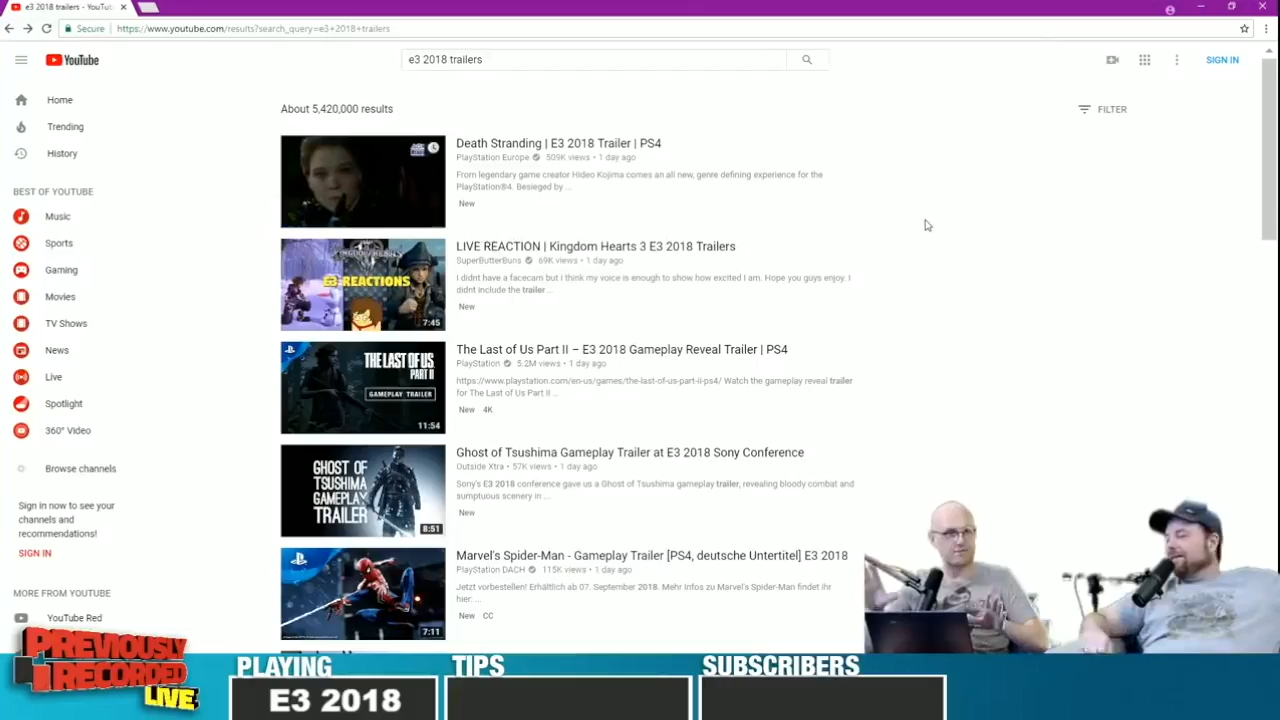 e3 2018 trailers - YouTu
Secure
https://www.youtube.com/results?search_query=e3+2018+trailers
YouTube
e3 2018 trailers
SIGN IN
Home
Trending
History
BEST OF YOUTUBE
Music
Sports
Gaming
Movies
TV Shows
News
Live
Spotlight
360° Video
Browse channels
Sign in now to see your
channels and
recommendations!
SIGN IN
MORE FROM YOUTUBE
YouTube Red
About 5,420,000 results
FILTER
Death Stranding | E3 2018 Trailer | PS4
PlayStation Europe 509K views • 1 day ago
From legendary game creator Hideo Kojima comes an all new, genre defining experience for the
PlayStation®4. Besieged by ...
New
KINGDOM HEARTS
E3 REACTIONS
7:45
LIVE REACTION | Kingdom Hearts 3 E3 2018 Trailers
SuperButterBuns 69K views • 1 day ago
I didnt have a facecam but i think my voice is enough to show how excited I am. Hope you guys enjoy. I
didnt include the trailer ...
New
THE LAST OF US
PART II
GAMEPLAY TRAILER
11:54
The Last of Us Part II – E3 2018 Gameplay Reveal Trailer | PS4
PlayStation 5.2M views • 1 day ago
https://www.playstation.com/en-us/games/the-last-of-us-part-ii-ps4/ Watch the gameplay reveal trailer
for The Last of Us Part II ...
New 4K
GHOST OF
TSUSHIMA
GAMEPLAY
TRAILER
8:51
Ghost of Tsushima Gameplay Trailer at E3 2018 Sony Conference
Outside Xtra • 57K views • 1 day ago
Sony's E3 2018 conference gave us a Ghost of Tsushima gameplay trailer, revealing bloody combat and
sumptuous scenery in ...
New
7:11
Marvel's Spider-Man - Gameplay Trailer [PS4, deutsche Untertitel] E3 2018
PlayStation DACH 115K views • 1 day ago
Jetzt vorbestellen! Erhältlich ab 07. September 2018. Mehr Infos zu Marvel's Spider-Man findet ihr
hier: ...
New CC
PREVIOUSLY
RECORDED
LIVE
PLAYING
E3 2018
TIPS
SUBSCRIBERS